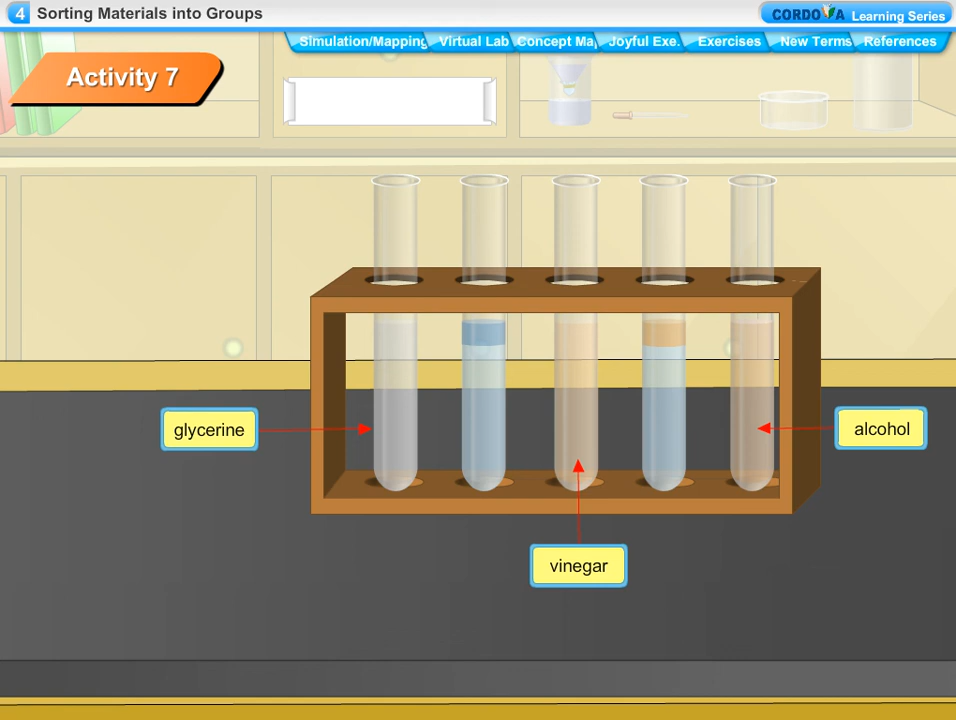 4 Sorting Materials into Groups
CORDOVA Learning Series
Simulation/Mapping Virtual Lab Concept Ma Joyful Exe. Exercises New Terms References
Activity 7
glycerine
alcohol
vinegar